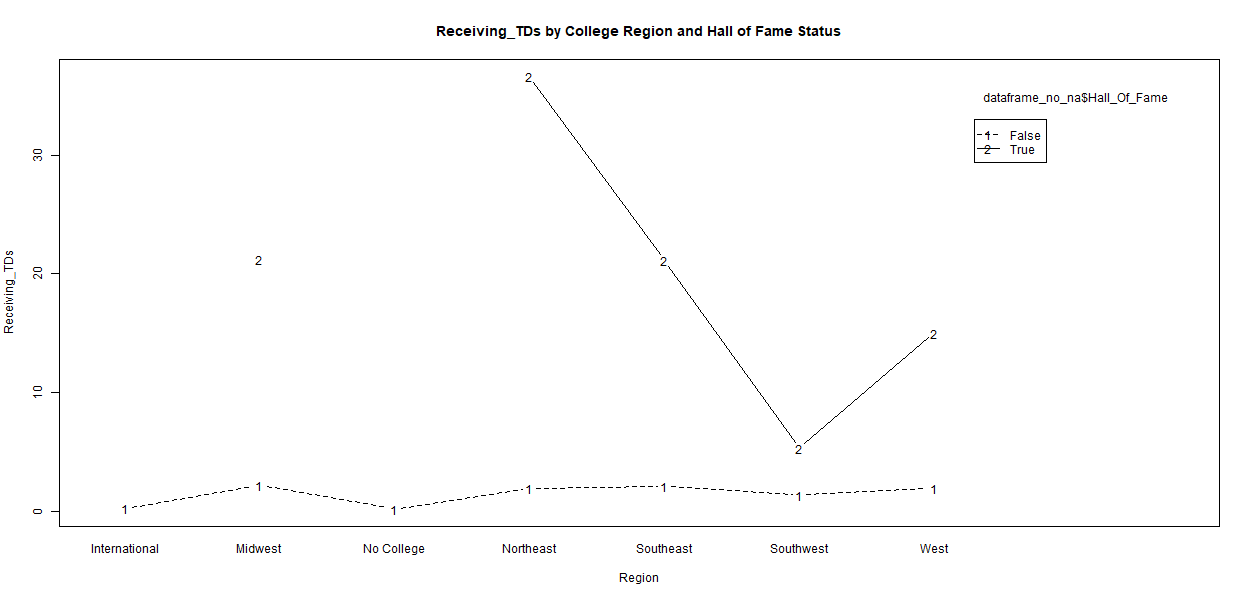 Receiving_TDs by College Region and Hall of Fame Status
dataframe_no_na$Hall_Of_Fame
1 False
2 True
Receiving_TDs
30
20
10
0
2
2
2
2
2
1
1
1
1
1
1
1
International Midwest No College Northeast Southeast Southwest West
Region